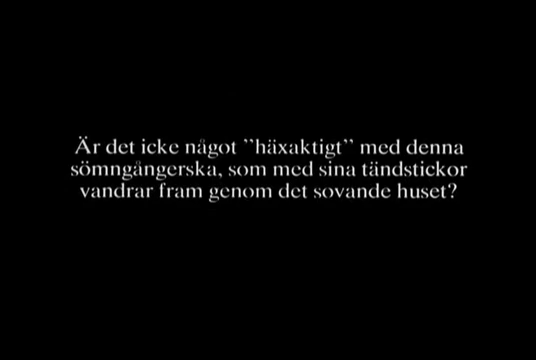 Är det icke något ”häxaktigt” med denna
sömngångerska, som med sina tändstickor
vandrar fram genom det sovande huset?